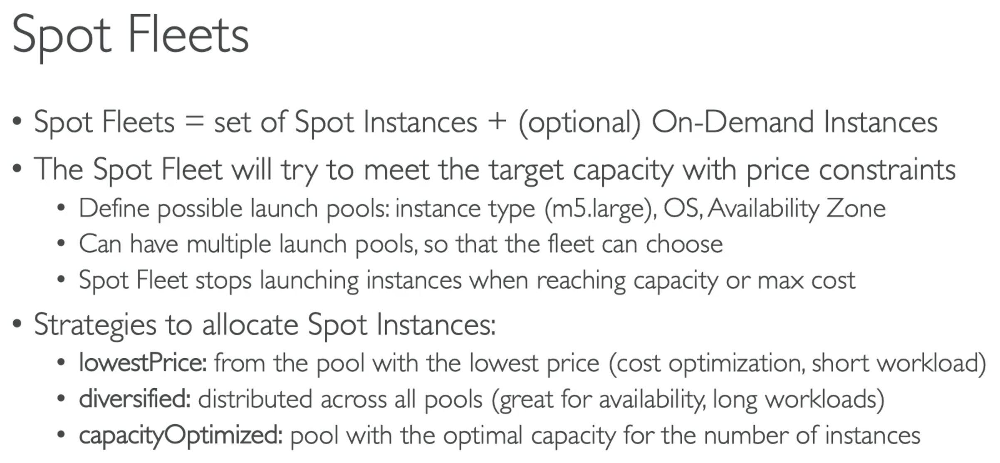 Spot Fleets
• Spot Fleets = set of Spot Instances + (optional) On-Demand Instances
• The Spot Fleet will try to meet the target capacity with price constraints
• Define possible launch pools: instance type (m5.large), OS, Availability Zone
• Can have multiple launch pools, so that the fleet can choose
• Spot Fleet stops launching instances when reaching capacity or max cost
• Strategies to allocate Spot Instances:
• lowestPrice: from the pool with the lowest price (cost optimization, short workload)
• diversified: distributed across all pools (great for availability, long workloads)
• capacityOptimized: pool with the optimal capacity for the number of instances